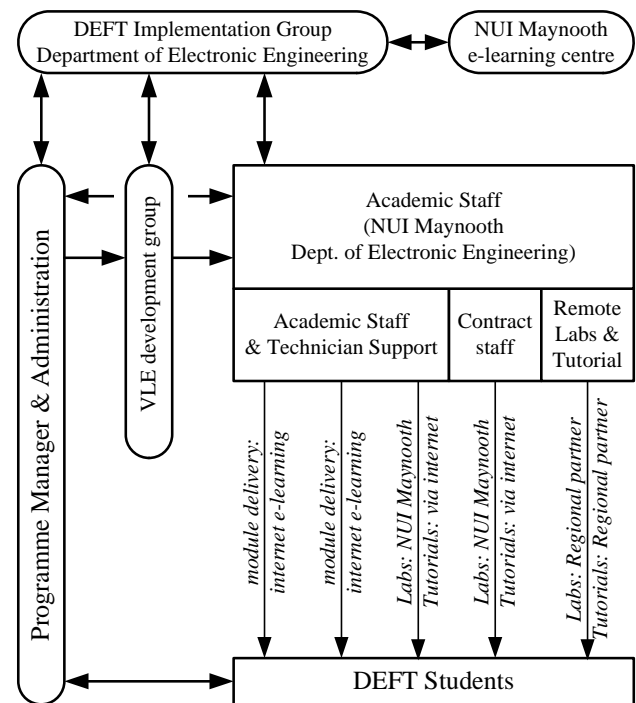 DEFT Implementation Group
Department of Electronic Engineering
NUI Maynooth
e-learning centre
Programme Manager & Administration
VLE development group
Academic Staff
(NUI Maynooth
Dept. of Electronic Engineering)
Academic Staff
& Technician Support
Contract
staff
Remote
Labs &
Tutorial
module delivery:
internet e-learning
module delivery:
internet e-learning
Labs: NUI Maynooth
Tutorials: via internet
Labs: NUI Maynooth
Tutorials: via internet
Labs: Regional partner
Tutorials: Regional partner
DEFT Students